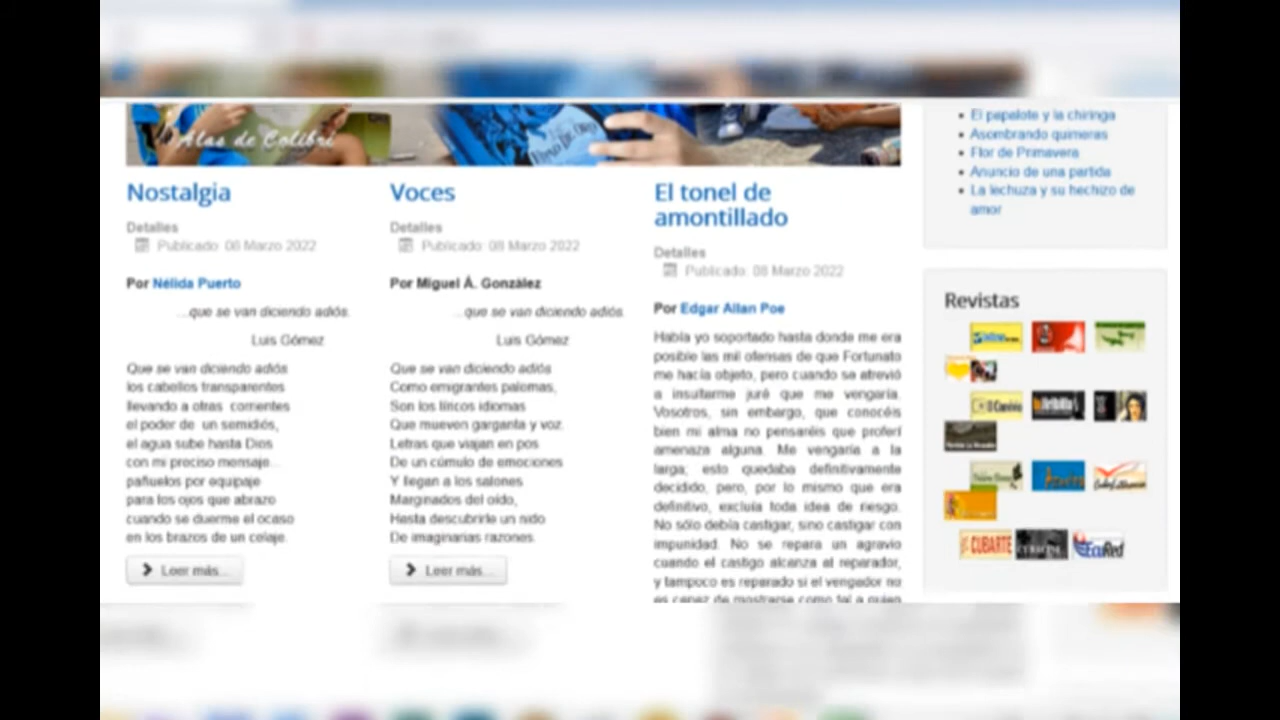 Alas de Colibrí
Nostalgia
Detalles
Publicado: 08 Marzo 2022
Por Nélida Puerto
...que se van diciendo adiós.
Luis Gómez
Que se van diciendo adiós
los cabellos transparentes
llevando a otras corrientes
el poder de un semidiós,
el agua sube hasta Dios
con mi preciso mensaje...
pañuelos por equipaje
para los ojos que abrazo
cuando se duerme el ocaso
en los brazos de un celaje.
Leer más...
Voces
Detalles
Publicado: 08 Marzo 2022
Por Miguel Á. González
...que se van diciendo adiós.
Luis Gómez
Que se van diciendo adiós
Como emigrantes palomas,
Son los líricos idiomas
Que mueven garganta y voz.
Letras que viajan en pos
De un cúmulo de emociones
Y llegan a los salones
Marginados del oído,
Hasta descubrirle un nido
De imaginarias razones.
Leer más...
El tonel de
amontillado
Detalles
Publicado: 08 Marzo 2022
Por Edgar Allan Poe
Había yo soportado hasta donde me era
posible las mil ofensas de que Fortunato
me hacía objeto, pero cuando se atrevió
a insultarme juré que me vengaría.
Vosotros, sin embargo, que conocéis
bien mi alma no pensaréis que proferí
amenaza alguna. Me vengaría a la
larga; esto quedaba definitivamente
decidido, pero, por lo mismo que era
definitivo, excluía toda idea de riesgo.
No sólo debía castigar, sino castigar con
impunidad. No se repara un agravio
cuando el castigo alcanza al reparador,
y tampoco es reparado si el vengador no
es capaz de mostrarse como tal a quien
El papalote y la chiringa
Asombrando quimeras
Flor de Primavera
Anuncio de una partida
La lechuza y su hechizo de
amor
Revistas
CUBARTE
EcuRed